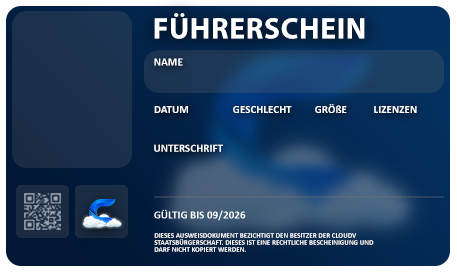 FÜHRERSCHEIN
NAME
DATUM GESCHLECHT GRÖßE LIZENZEN
UNTERSCHRIFT
GÜLTIG BIS 09/2026
DIESES AUSWEISDOKUMENT BEZICHTIGT DEN BESITZER DER CLOUDV
STAATSBÜRGERSCHAFT. DIESES IST EINE RECHTLICHE BESCHEINIGUNG UND
DARF NICHT KOPIERT WERDEN.